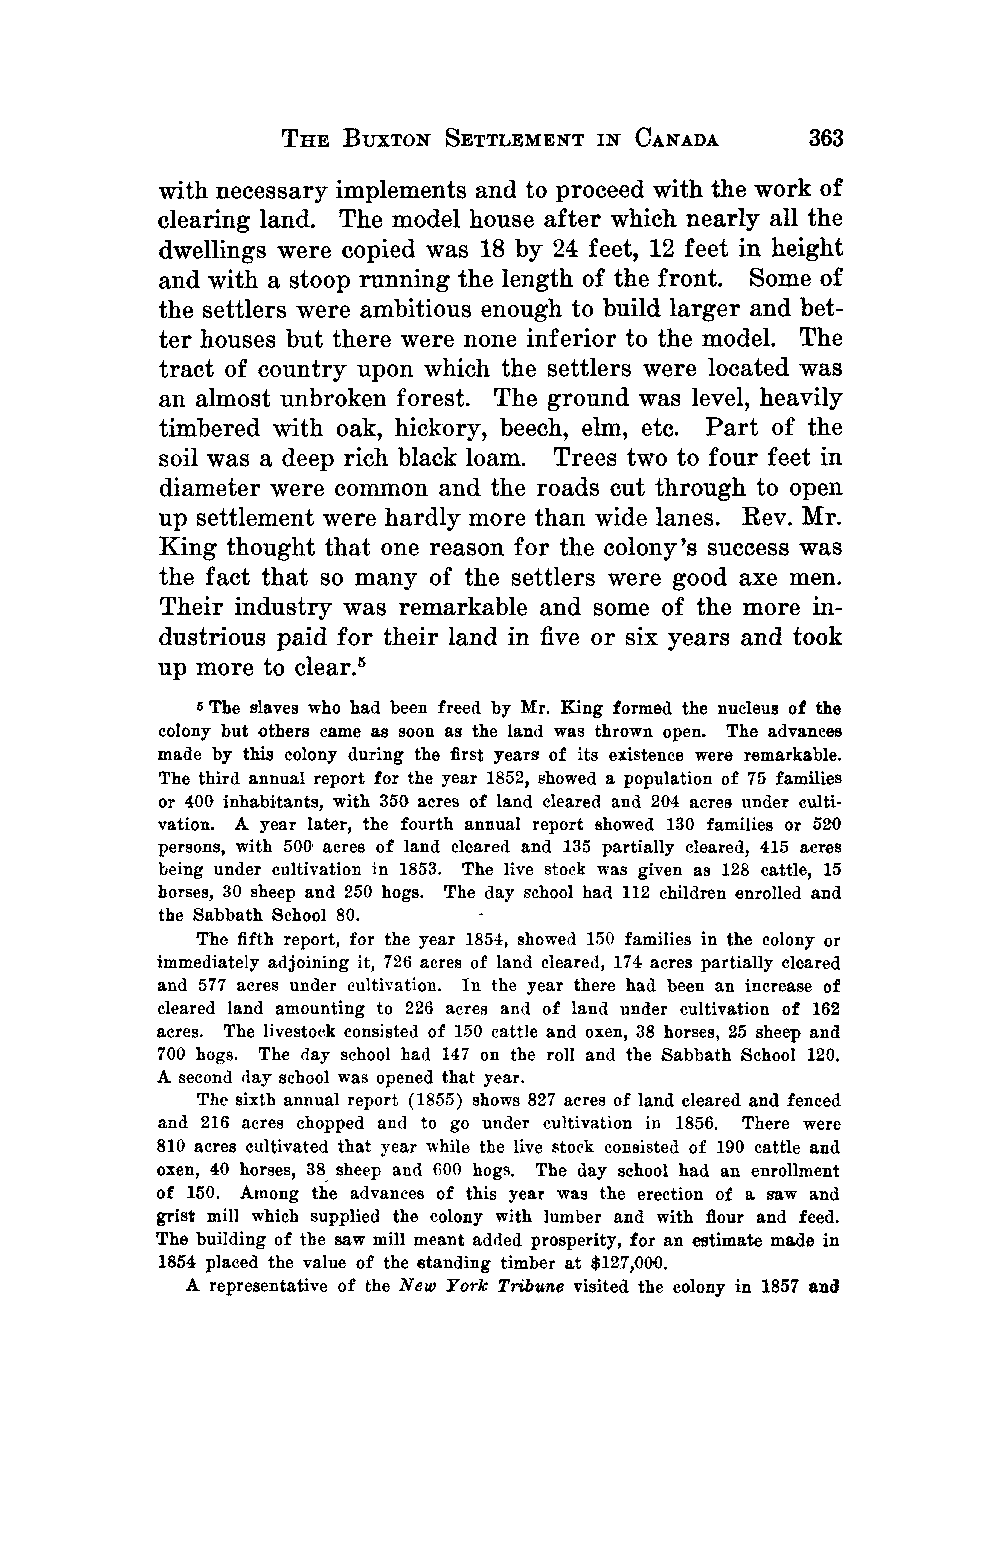 THE BUXTON SETTLEMENT IN CANADA 363
with necessary implements and to proceed with the work of
clearing land. The model house after which nearly all the
dwellings were copied was 18 by 24 feet, 12 feet in height
and with a stoop running the length of the front. Some of
the settlers were ambitious enough to build larger and bet-
ter houses but there were none inferior to the model. The
tract of country upon which the settlers were located was
an almost unbroken forest. The ground was level, heavily
timbered with oak, hickory, beech, elm, etc. Part of the
soil was a deep rich black loam. Trees two to four feet in
diameter were common and the roads cut through to open
up settlement were hardly more than wide lanes. Rev. Mr.
King thought that one reason for the colony's success was
the fact that so many of the settlers were good axe men.
Their industry was remarkable and some of the more in-
dustrious paid for their land in five or six years and took
up more to clear.⁵
⁵ The slaves who had been freed by Mr. King formed the nucleus of the
colony but others came as soon as the land was thrown open. The advances
made by this colony during the first years of its existence were remarkable.
The third annual report for the year 1852, showed a population of 75 families
or 400 inhabitants, with 350 acres of land cleared and 204 acres under culti-
vation. A year later, the fourth annual report showed 130 families or 520
persons, with 500 acres of land cleared and 135 partially cleared, 415 acres
being under cultivation in 1853. The live stock was given as 128 cattle, 15
horses, 30 sheep and 250 hogs. The day school had 112 children enrolled and
the Sabbath School 80.
The fifth report, for the year 1854, showed 150 families in the colony or
immediately adjoining it, 726 acres of land cleared, 174 acres partially cleared
and 577 acres under cultivation. In the year there had been an increase of
cleared land amounting to 226 acres and of land under cultivation of 162
acres. The livestock consisted of 150 cattle and oxen, 38 horses, 25 sheep and
700 hogs. The day school had 147 on the roll and the Sabbath School 120.
A second day school was opened that year.
The sixth annual report (1855) shows 827 acres of land cleared and fenced
and 216 acres chopped and to go under cultivation in 1856. There were
810 acres cultivated that year while the live stock consisted of 190 cattle and
oxen, 40 horses, 38 sheep and 600 hogs. The day school had an enrollment
of 150. Among the advances of this year was the erection of a saw and
grist mill which supplied the colony with lumber and with flour and feed.
The building of the saw mill meant added prosperity, for an estimate made in
1854 placed the value of the standing timber at $127,000.
A representative of the New York Tribune visited the colony in 1857 and